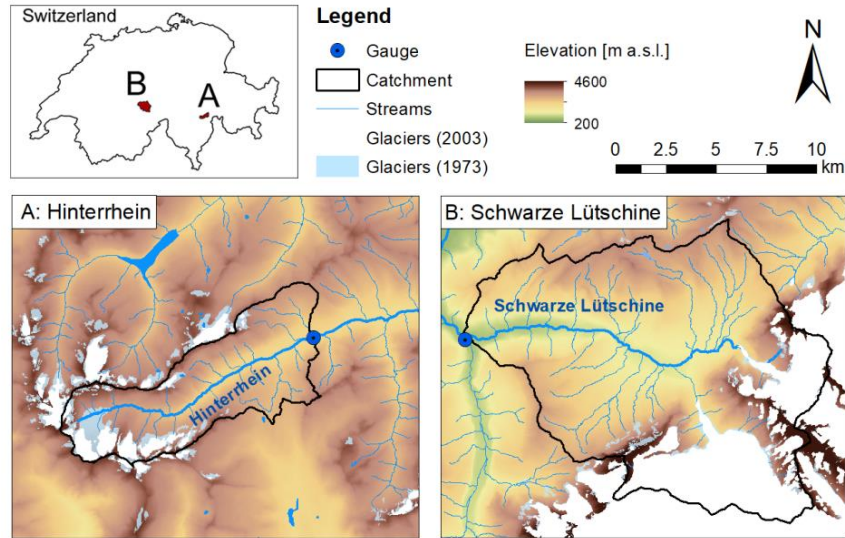 Switzerland
B
A
Legend
Gauge
Catchment
Streams
Glaciers (2003)
Glaciers (1973)
Elevation [m a.s.l.]
4600
200
N
0 2.5 5 7.5 10
km
A: Hinterrhein
Hinterrhein
B: Schwarze Lütschine
Schwarze Lütschine